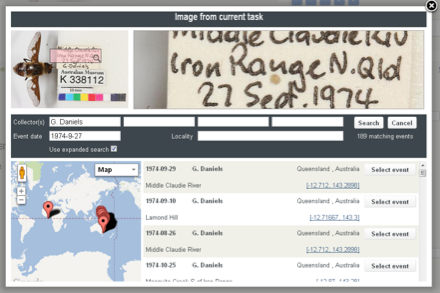 Image from current task
G. Daniels
Australian Museum
K 338112
Middle Claudie Riv
Iron Range N.Qld
27 Sept. 1974
Collector(s) G. Daniels Search Cancel
Event date 1974-9-27 Locality 189 matching events
Use expanded search
Map
1974-09-29 G. Daniels Queensland , Australia Select event
Middle Claudie River [-12.712, 143.2898]
1974-09-10 G. Daniels Queensland , Australia Select event
Lamond Hill [-12.71667, 143.3]
1974-08-26 G. Daniels Queensland , Australia Select event
Middle Claudie River [-12.712, 143.2898]
1974-10-25 G. Daniels Queensland , Australia Select event